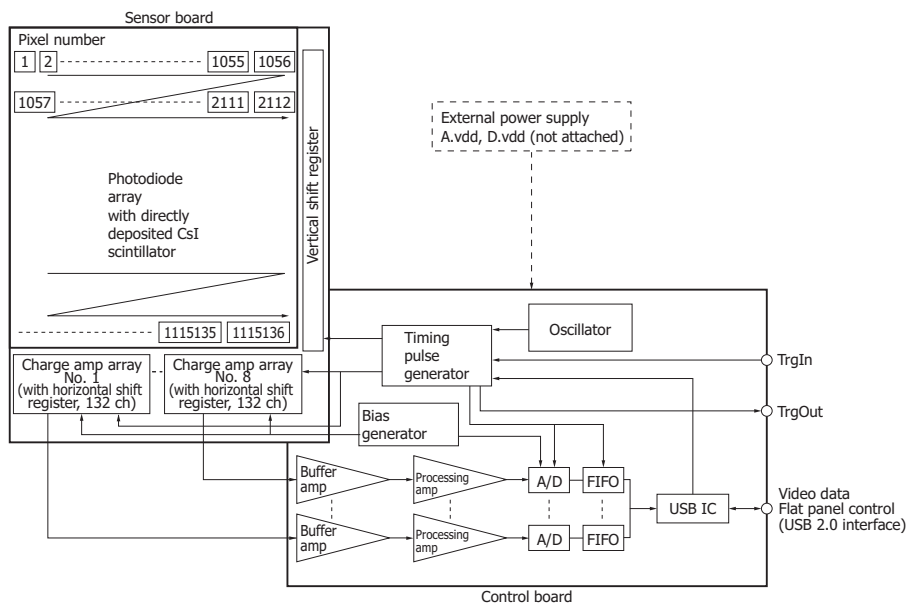 Sensor board
Pixel number
1 2 1055 1056
1057 2111 2112
Photodiode
array
with directly
deposited CsI
scintillator
1115135 1115136
Vertical shift register
External power supply
A.vdd, D.vdd (not attached)
Charge amp array
No. 1
(with horizontal shift
register, 132 ch)
Charge amp array
No. 8
(with horizontal shift
register, 132 ch)
Timing
pulse
generator
Oscillator
TrgIn
TrgOut
Bias
generator
Buffer
amp
Processing
amp
A/D
FIFO
Buffer
amp
Processing
amp
A/D
FIFO
USB IC
Video data
Flat panel control
(USB 2.0 interface)
Control board